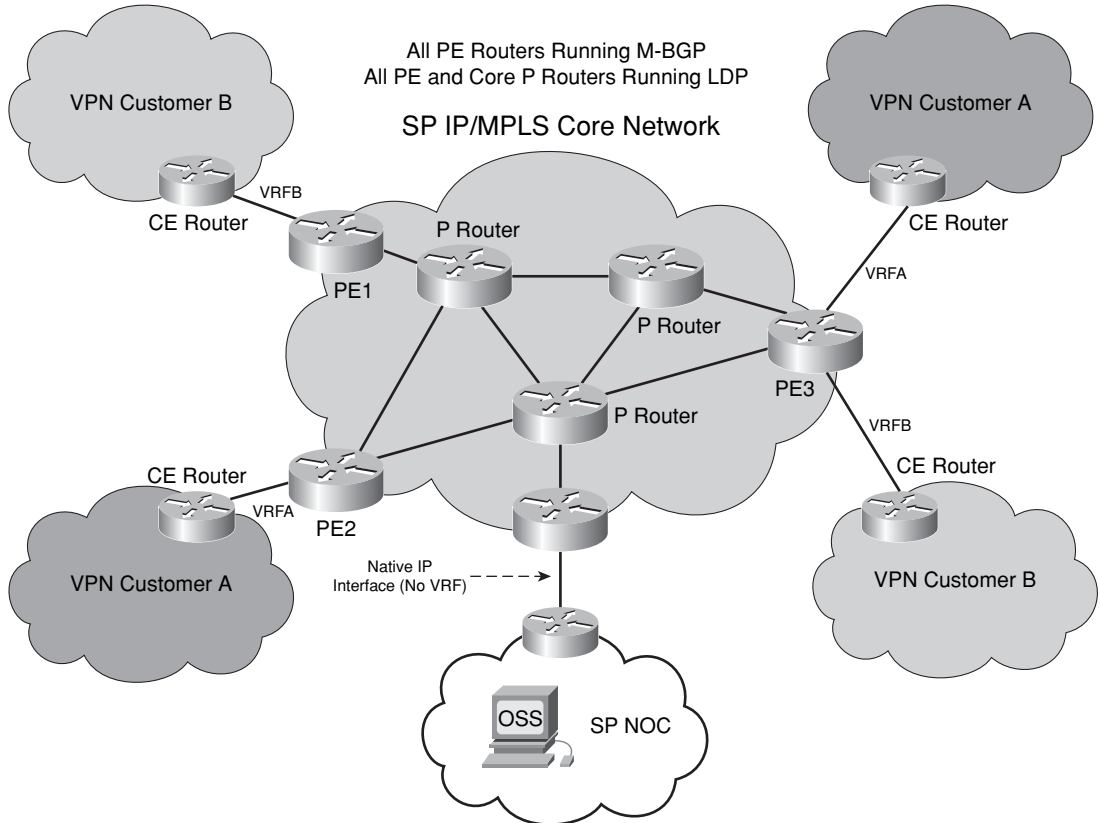 All PE Routers Running M-BGP
All PE and Core P Routers Running LDP
SP IP/MPLS Core Network
VPN Customer B
VPN Customer A
VRFB
CE Router
P Router
CE Router
PE1
VRFA
P Router
PE3
P Router
VRFB
CE Router
CE Router
VRFA
PE2
Native IP
Interface (No VRF)
VPN Customer A
VPN Customer B
OSS
SP NOC